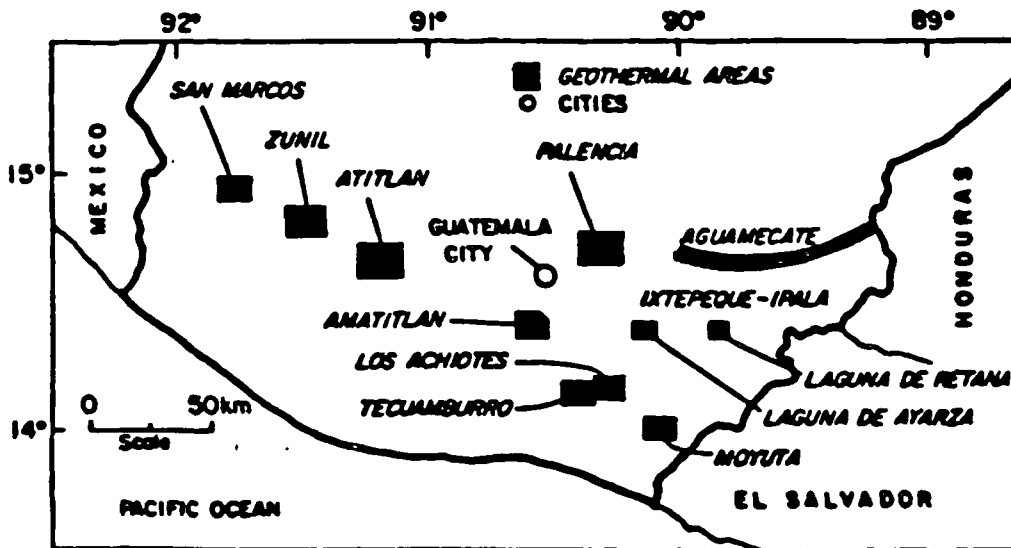 92° 91° 90° 89°
GEOTHERMAL AREAS
CITIES
SAN MARCOS
ZUNIL
PALENCIA
MEXICO
15°
ATITLAN
HONDURAS
GUATEMALA
CITY
AGUAMECATE
IXTEPEQUE-IPALA
AMATITLAN
LOS ACHIOTES
LAGUNA DE RETANA
0 50km
TECUAMBURRO
LAGUNA DE AYARZA
14°
Scale
MOYUTA
PACIFIC OCEAN
EL SALVADOR